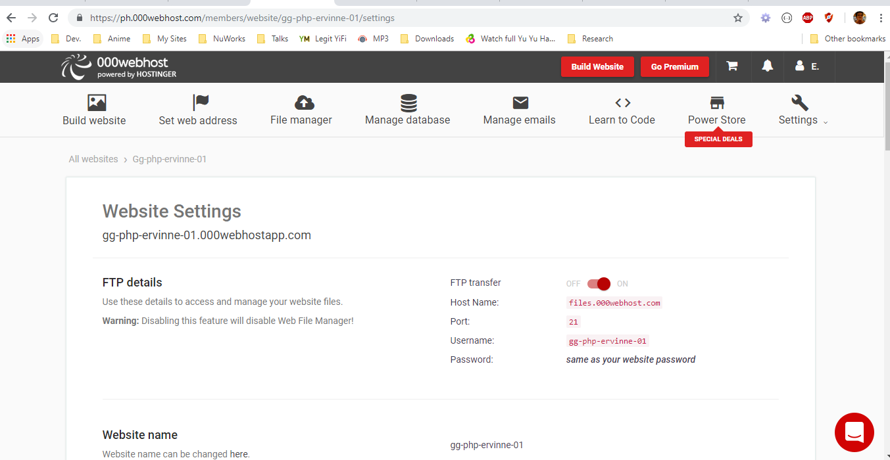 https://ph.000webhost.com/members/website/gg-php-ervinne-01/settings
ABP
Apps Dev. Anime My Sites NuWorks Talks YM Legit YiFi MP3 Downloads Watch full Yu Yu Ha... Research Other bookmarks
000webhost
powered by HOSTINGER
Build Website Go Premium E.
Build website Set web address File manager Manage database Manage emails Learn to Code Power Store Settings
SPECIAL DEALS
All websites > Gg-php-ervinne-01
Website Settings
gg-php-ervinne-01.000webhostapp.com
FTP details
Use these details to access and manage your website files.
Warning: Disabling this feature will disable Web File Manager!
FTP transfer OFF ON
Host Name: files.000webhost.com
Port: 21
Username: gg-php-ervinne-01
Password: same as your website password
Website name
Website name can be changed here.
gg-php-ervinne-01